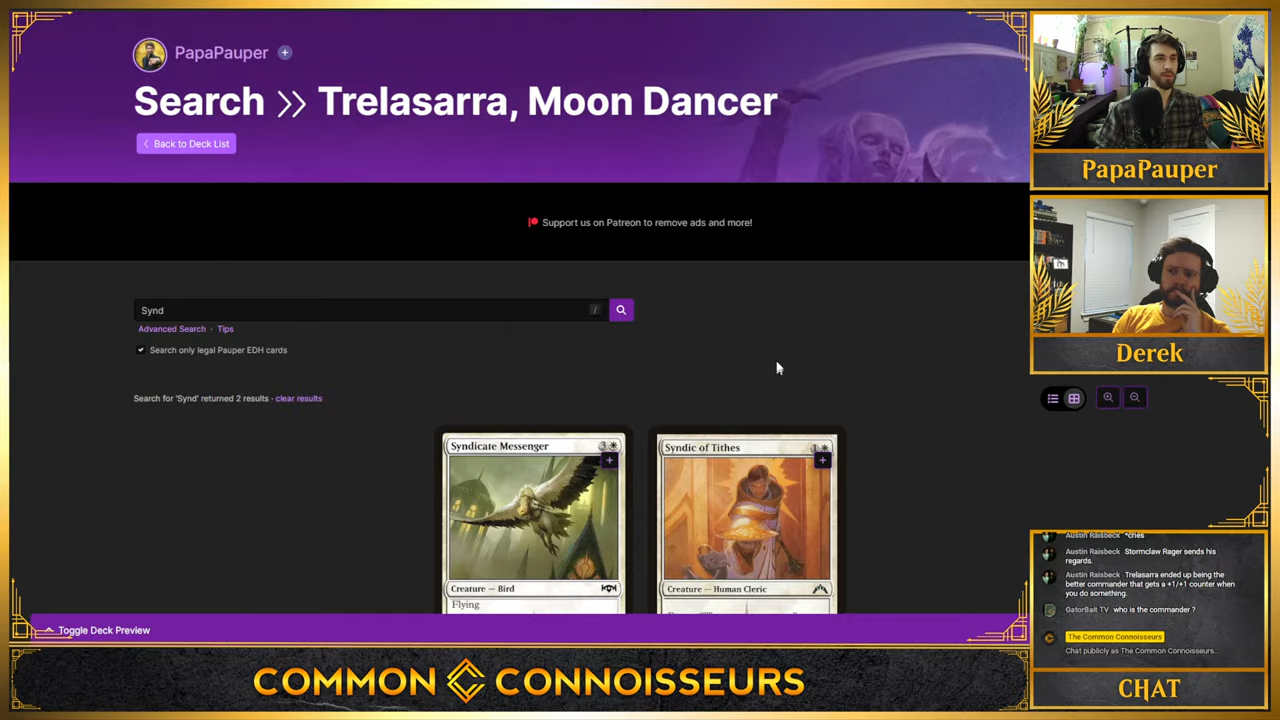 PapaPauper
Search >> Trelasarra, Moon Dancer
Back to Deck List
Support us on Patreon to remove ads and more!
Synd
/
Advanced Search · Tips
Search only legal Pauper EDH cards
Search for 'Synd' returned 2 results · clear results
Syndicate Messenger 3
Creature — Bird
Flying
Syndic of Tithes 1
Creature — Human Cleric
Toggle Deck Preview
COMMON CONNOISSEURS
PapaPauper
Derek
Austin Raisbeck *cries
Austin Raisbeck Stormclaw Rager sends his
regards.
Austin Raisbeck Trelasarra ended up being the
better commander that gets a +1/+1 counter when
you do something.
GatorBait TV who is the commander ?
The Common Connoisseurs
Chat publicly as The Common Connoisseurs...
CHAT